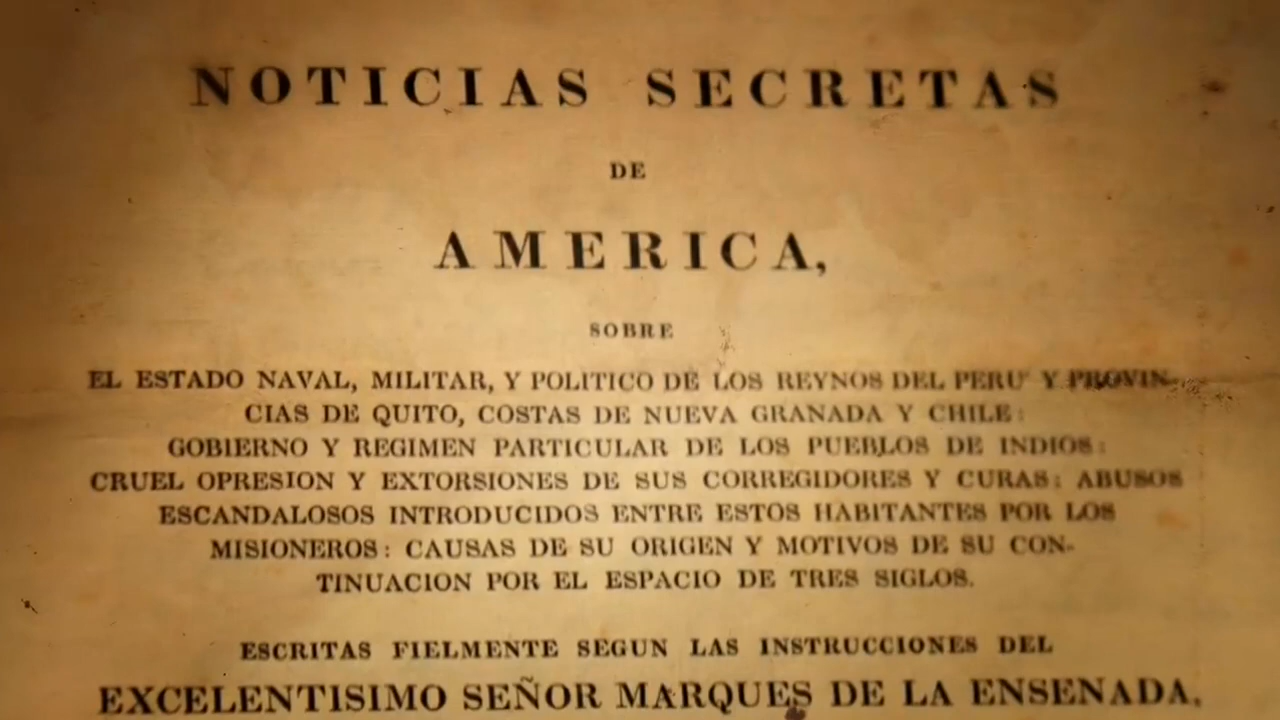 NOTICIAS SECRETAS
DE
AMERICA,
SOBRE
EL ESTADO NAVAL, MILITAR, Y POLITICO DE LOS REYNOS DEL PERU Y PROVIN-
CIAS DE QUITO, COSTAS DE NUEVA GRANADA Y CHILE:
GOBIERNO Y REGIMEN PARTICULAR DE LOS PUEBLOS DE INDIOS:
CRUEL OPRESION Y EXTORSIONES DE SUS CORREGIDORES Y CURAS: ABUSOS
ESCANDALOSOS INTRODUCIDOS ENTRE ESTOS HABITANTES POR LOS
MISIONEROS: CAUSAS DE SU ORIGEN Y MOTIVOS DE SU CON-
TINUACION POR EL ESPACIO DE TRES SIGLOS.
ESCRITAS FIELMENTE SEGUN LAS INSTRUCCIONES DEL
EXCELENTISIMO SEÑOR MARQUES DE LA ENSENADA,